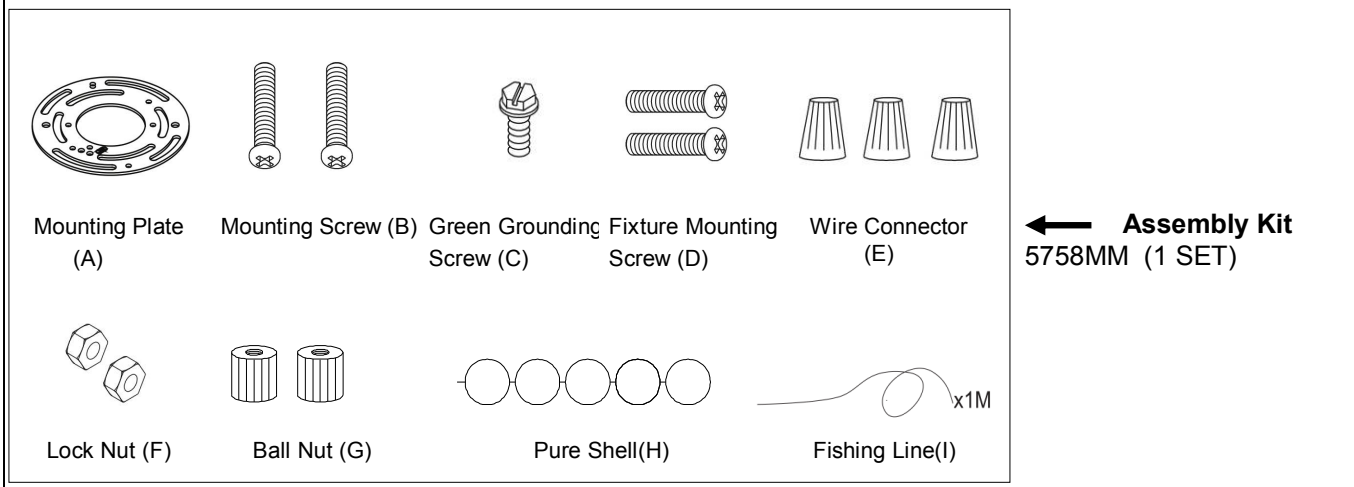 Mounting Plate
(A)
Mounting Screw (B)
Green Grounding
Screw (C)
Fixture Mounting
Screw (D)
Wire Connector
(E)
Assembly Kit
5758MM (1 SET)
x1M
Lock Nut (F)
Ball Nut (G)
Pure Shell(H)
Fishing Line(I)